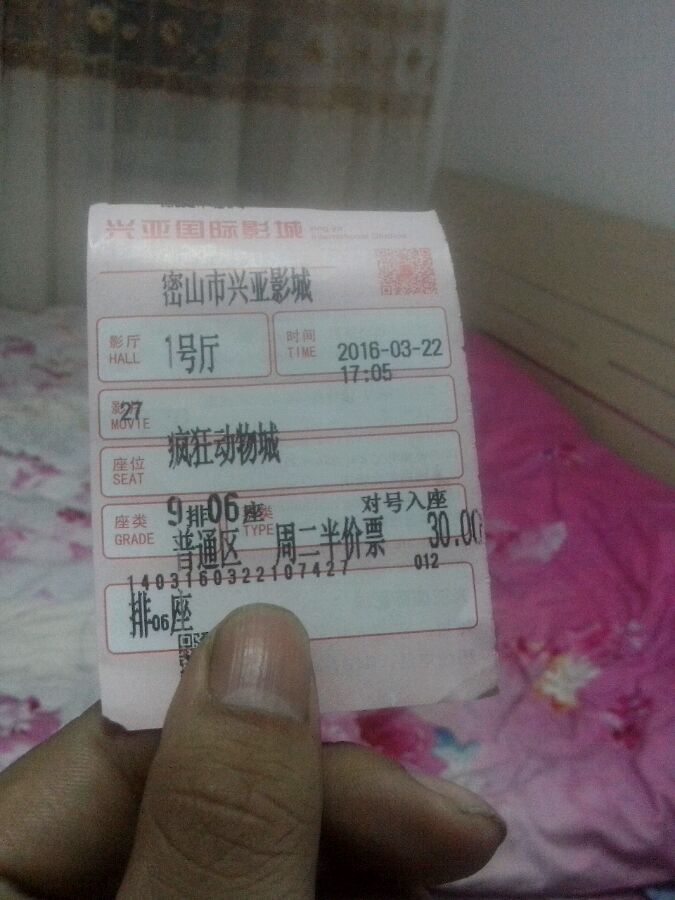 兴亚国际影城
密山市兴亚影城
影厅 HALL 1号厅 时间 TIME 2016-03-22
17:05
27
MOVIE
疯狂动物城
座位
SEAT
9排06座 对号入座
座类 GRADE 类 TYPE
普通区 周二半价票 30.00
012
1403160322107427
排06座